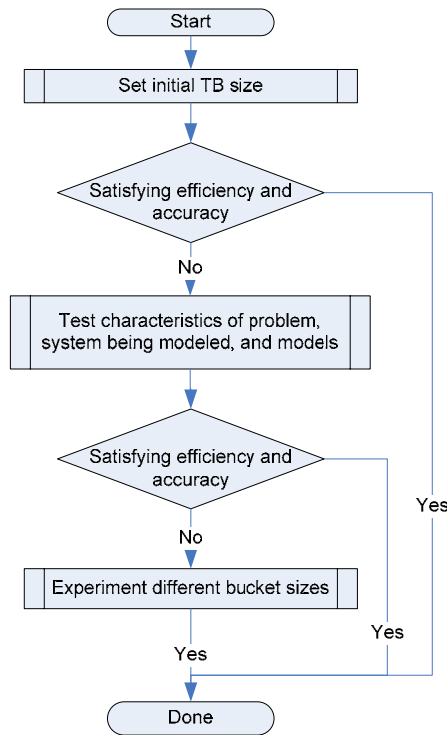 Start
Set initial TB size
Satisfying efficiency and
accuracy
No
Test characteristics of problem,
system being modeled, and models
Satisfying efficiency and
accuracy
Yes
No
Experiment different bucket sizes
Yes
Yes
Done